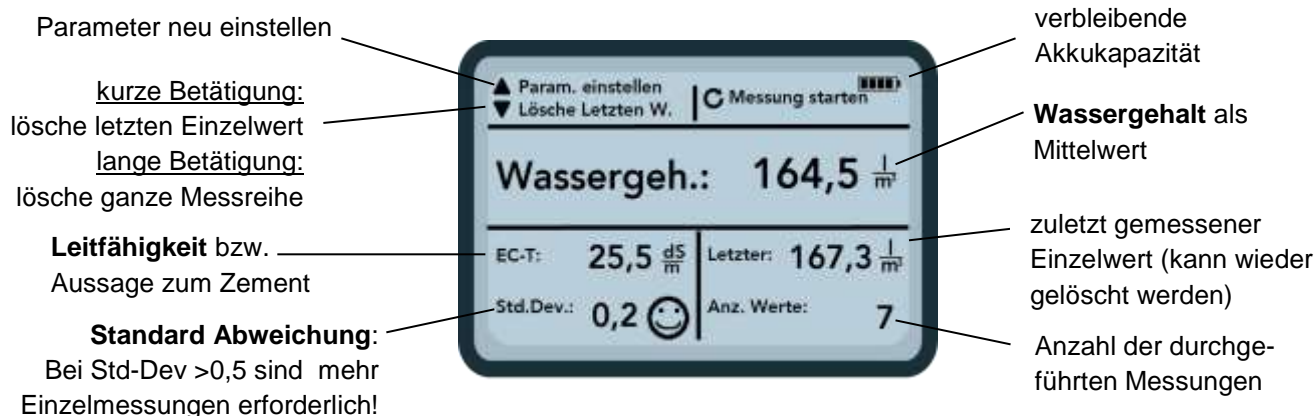 Parameter neu einstellen
kurze Betätigung:
lösche letzten Einzelwert
lange Betätigung:
lösche ganze Messreihe
Leitfähigkeit bzw.
Aussage zum Zement
Standard Abweichung:
Bei Std-Dev >0,5 sind mehr
Einzelmessungen erforderlich!
▲ Param. einstellen
▼ Lösche Letzten W.
Messung starten
Wassergeh.: 164,5 l/m³
EC-T: 25,5 dS/m
Std.Dev.: 0,2
Letzter: 167,3 l/m³
Anz. Werte: 7
verbleibende
Akkukapazität
Wassergehalt als
Mittelwert
zuletzt gemessener
Einzelwert (kann wieder
gelöscht werden)
Anzahl der durchge-
führten Messungen